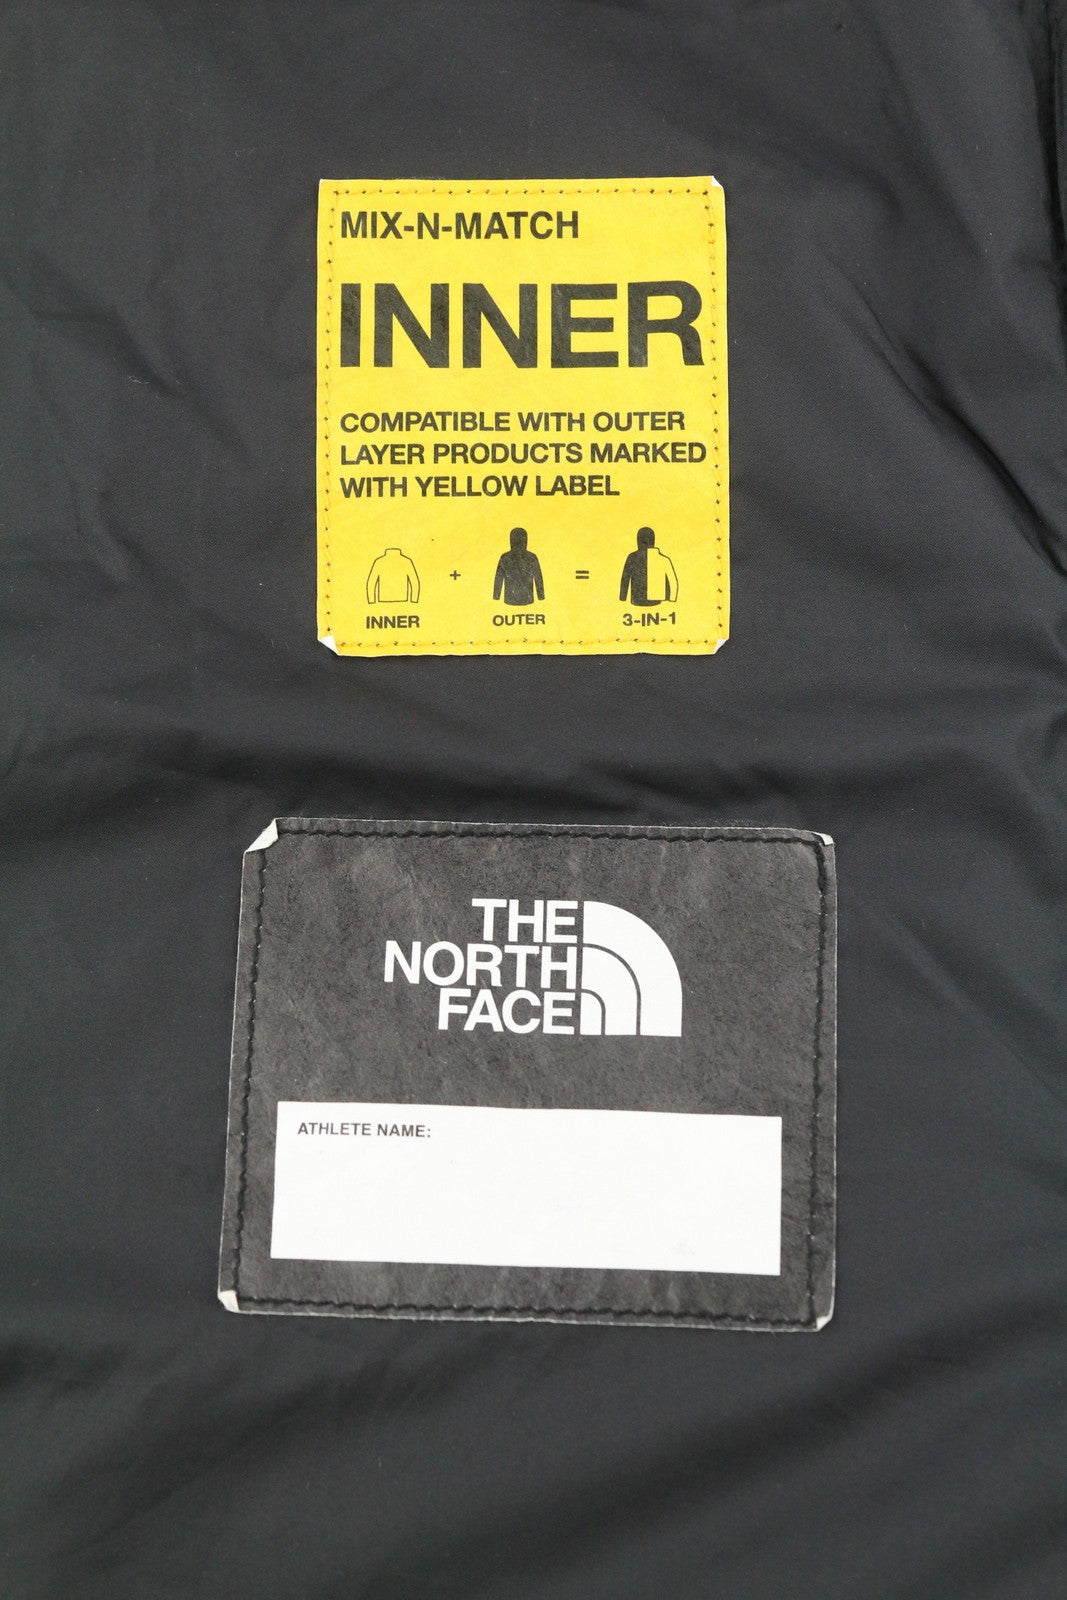 MIX-N-MATCH
INNER
COMPATIBLE WITH OUTER
LAYER PRODUCTS MARKED
WITH YELLOW LABEL
+ =
INNER OUTER 3-IN-1
THE
NORTH
FACE
ATHLETE NAME: